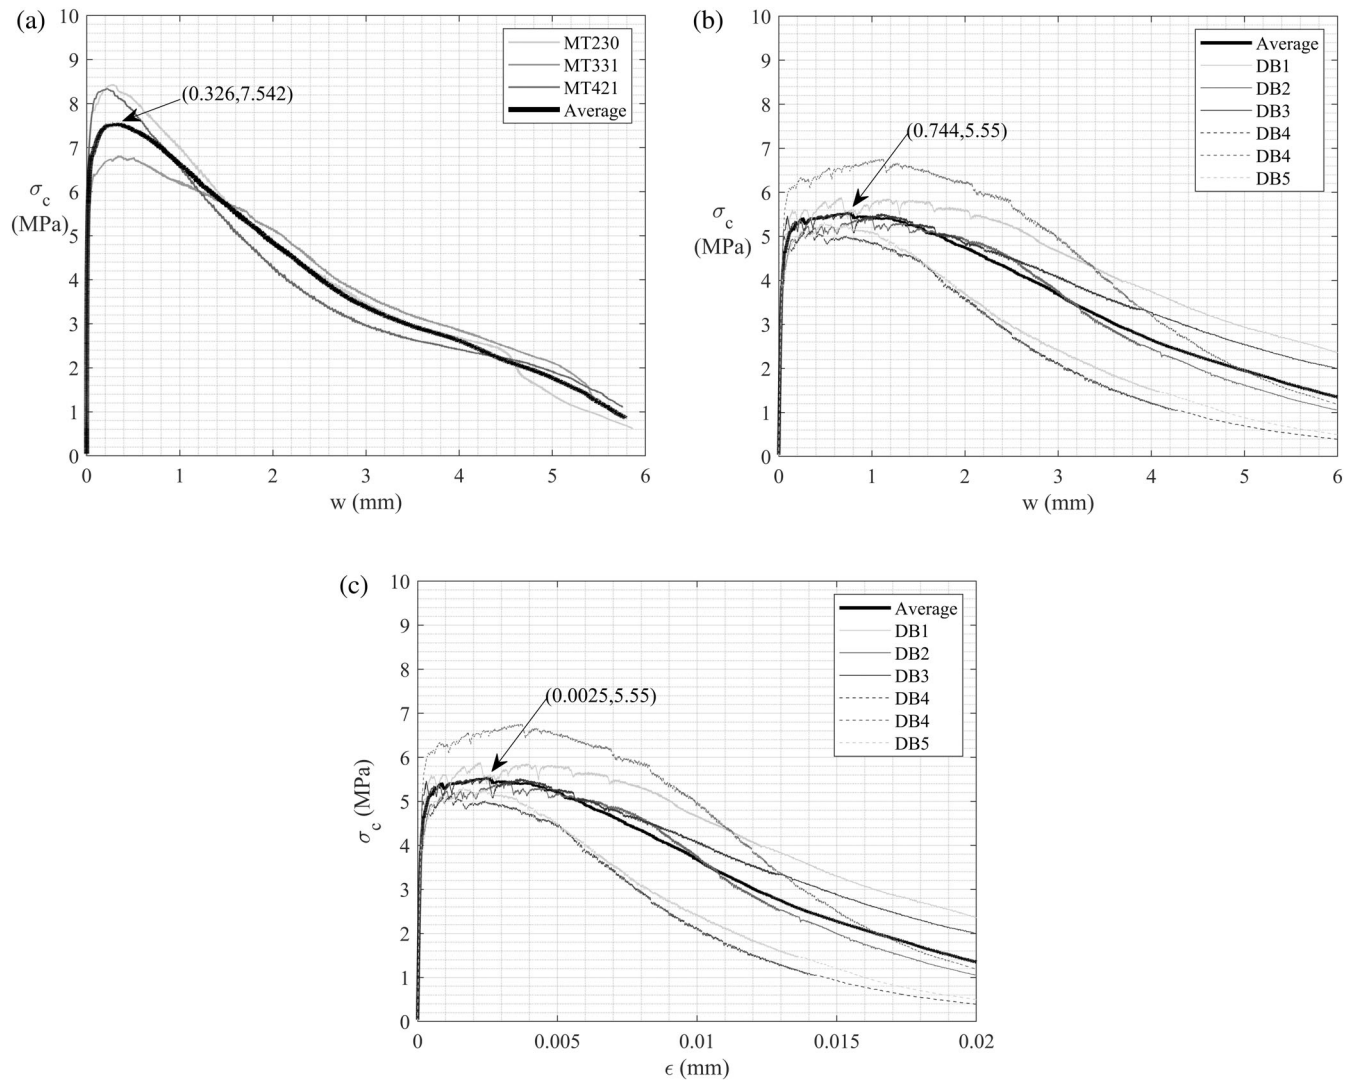 (a)
10
9
8
7
6
5
4
3
2
1
0
σc
(MPa)
(0.326,7.542)
MT230
MT331
MT421
Average
0 1 2 3 4 5 6
w (mm)
(b)
10
9
8
7
6
5
4
3
2
1
0
σc
(MPa)
(0.744,5.55)
Average
DB1
DB2
DB3
DB4
DB4
DB5
0 1 2 3 4 5 6
w (mm)
(c)
10
9
8
7
6
5
4
3
2
1
0
σc (MPa)
(0.0025,5.55)
Average
DB1
DB2
DB3
DB4
DB4
DB5
0 0.005 0.01 0.015 0.02
ϵ (mm)